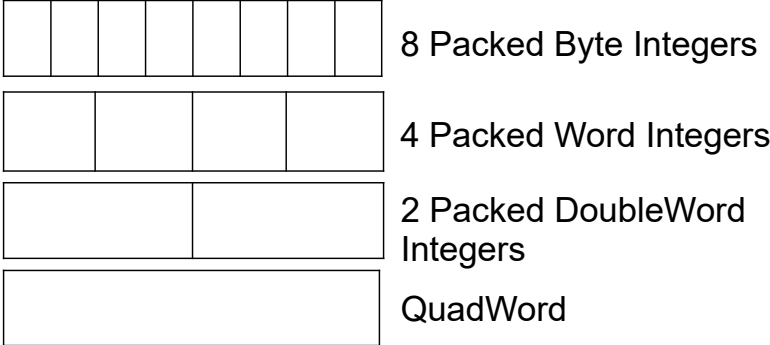 8 Packed Byte Integers
4 Packed Word Integers
2 Packed DoubleWord
Integers
QuadWord